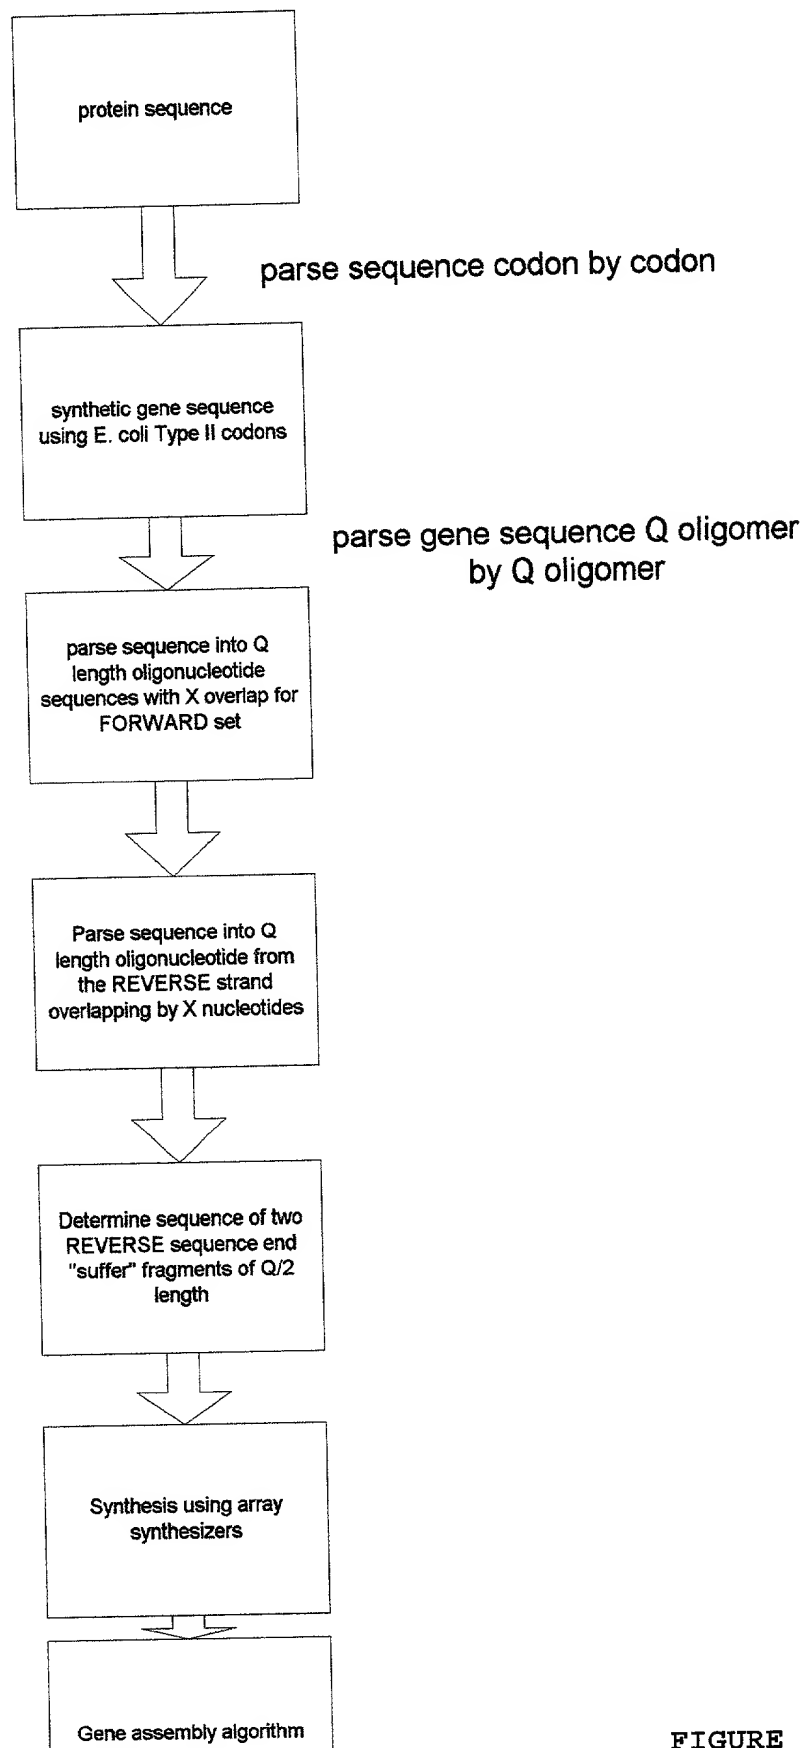 protein sequence
parse sequence codon by codon
synthetic gene sequence
using E. coli Type II codons
parse gene sequence Q oligomer
by Q oligomer
parse sequence into Q
length oligonucleotide
sequences with X overlap for
FORWARD set
Parse sequence into Q
length oligonucleotide from
the REVERSE strand
overlapping by X nucleotides
Determine sequence of two
REVERSE sequence end
"suffer" fragments of Q/2
length
Synthesis using array
synthesizers
Gene assembly algorithm
FIGURE